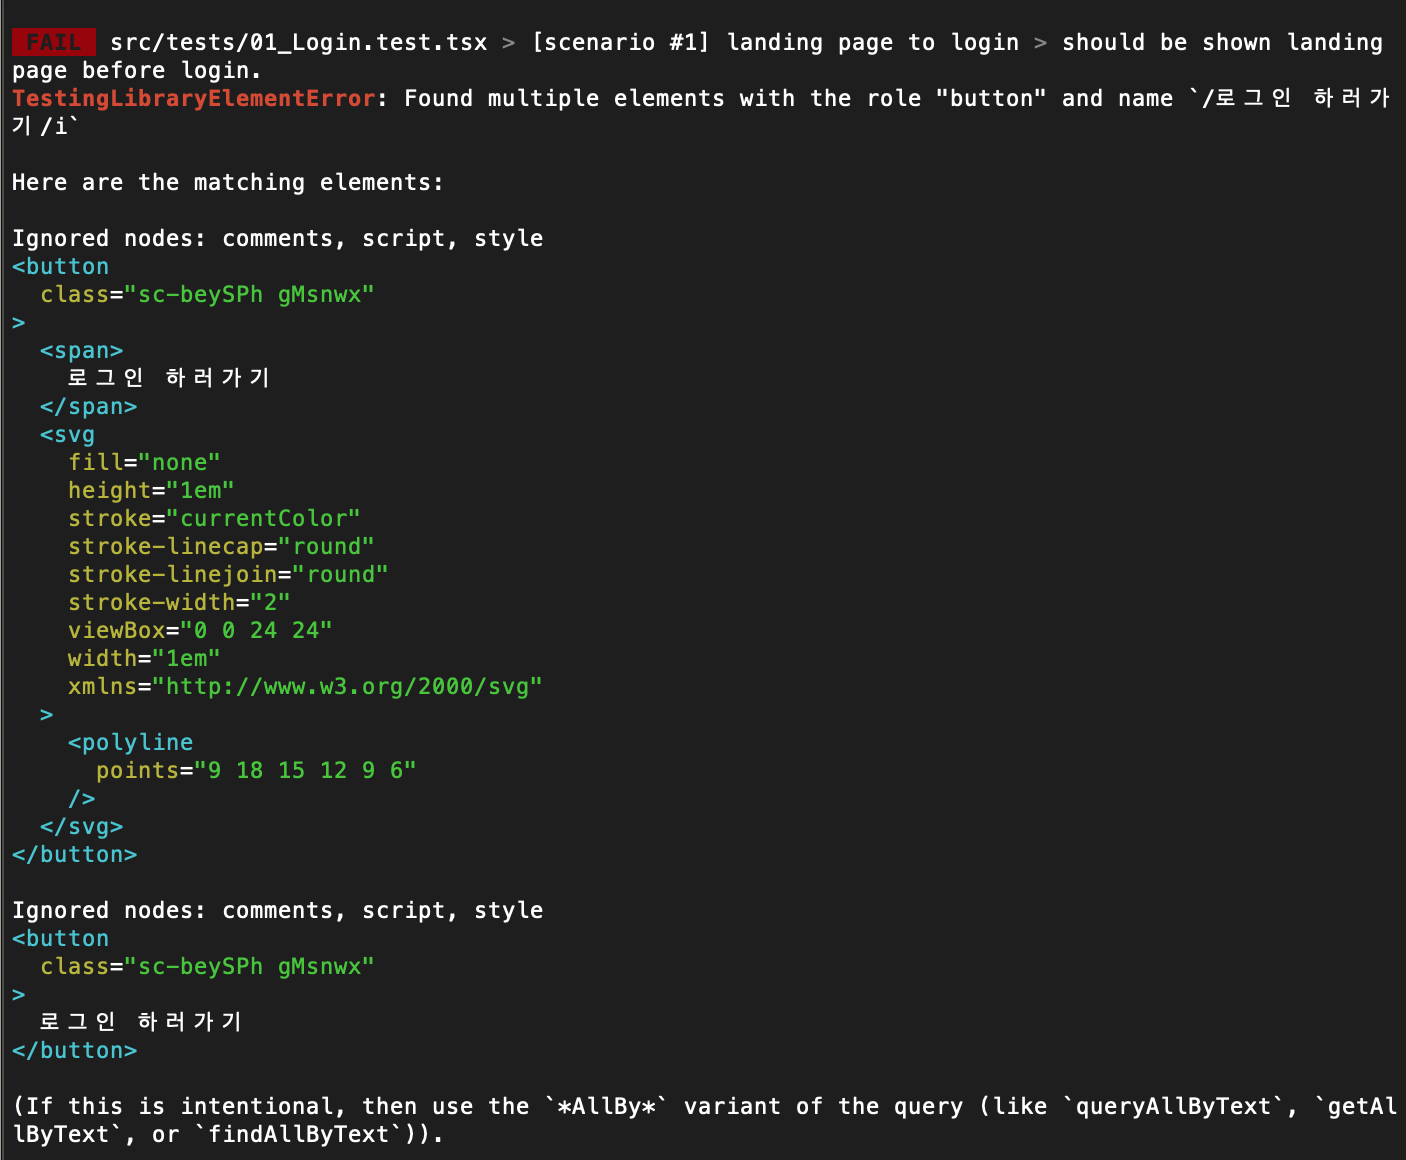 FAIL src/tests/01_Login.test.tsx > [scenario #1] landing page to login > should be shown landing
page before login.
TestingLibraryElementError: Found multiple elements with the role "button" and name `/로그인 하러가
기/i`
Here are the matching elements:
Ignored nodes: comments, script, style
<button
  class="sc-beySPh gMsnwx"
>
  <span>
    로그인 하러가기
  </span>
  <svg
    fill="none"
    height="1em"
    stroke="currentColor"
    stroke-linecap="round"
    stroke-linejoin="round"
    stroke-width="2"
    viewBox="0 0 24 24"
    width="1em"
    xmlns="http://www.w3.org/2000/svg"
  >
    <polyline
      points="9 18 15 12 9 6"
    />
  </svg>
</button>
Ignored nodes: comments, script, style
<button
  class="sc-beySPh gMsnwx"
>
  로그인 하러가기
</button>
(If this is intentional, then use the `*AllBy*` variant of the query (like `queryAllByText`, `getAl
lByText`, or `findAllByText`)).